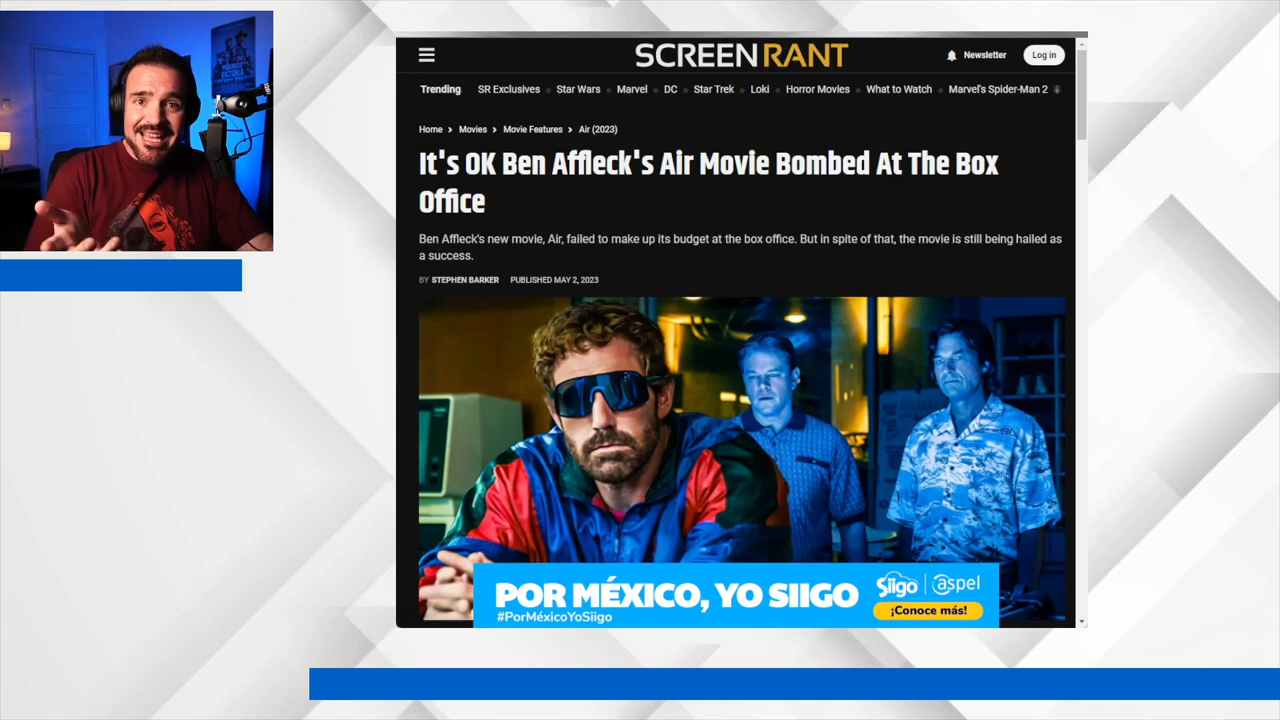 SCREENRANT
Newsletter
Log in
Trending
SR Exclusives
Star Wars
Marvel
DC
Star Trek
Loki
Horror Movies
What to Watch
Marvel's Spider-Man 2
Home > Movies > Movie Features > Air (2023)
It's OK Ben Affleck's Air Movie Bombed At The Box
Office
Ben Affleck's new movie, Air, failed to make up its budget at the box office. But in spite of that, the movie is still being hailed as
a success.
BY STEPHEN BARKER PUBLISHED MAY 2, 2023
POR MÉXICO, YO SIIGO
#PorMéxicoYoSiigo
Siigo | aspel
¡Conoce más!